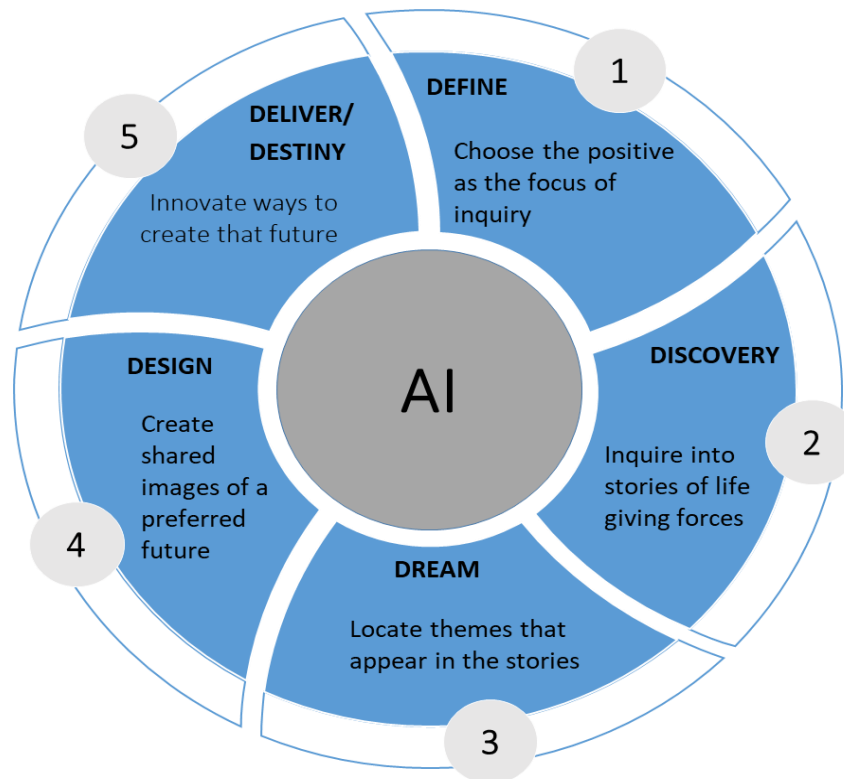 1
DEFINE
Choose the positive
as the focus of
inquiry
2
DISCOVERY
Inquire into
stories of life
giving forces
3
DREAM
Locate themes that
appear in the stories
4
DESIGN
Create
shared
images of a
preferred
future
5
DELIVER/
DESTINY
Innovate ways to
create that future
AI